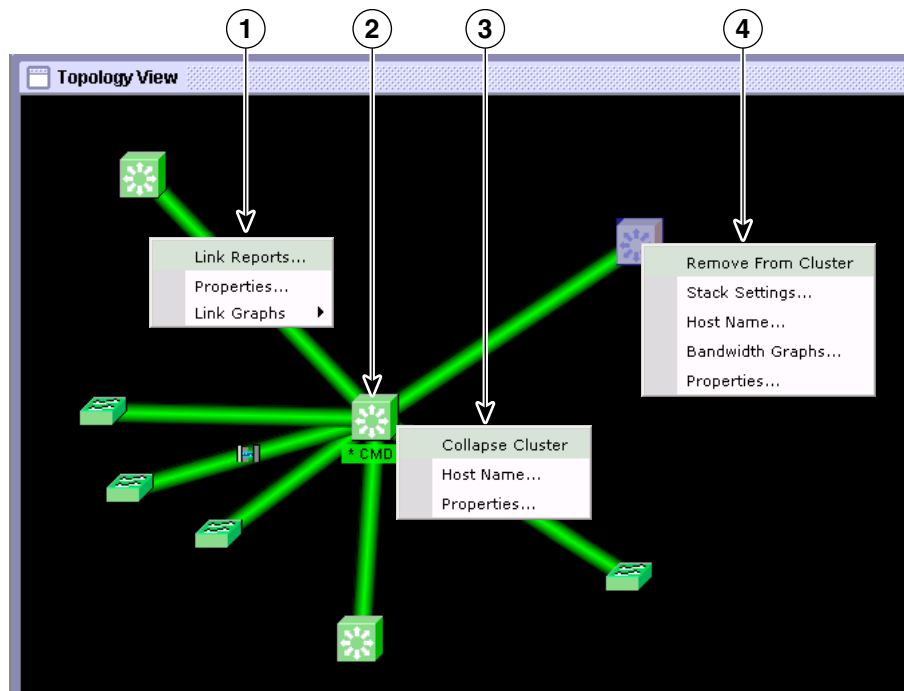 1 2 3 4
Topology View
Link Reports...
Properties...
Link Graphs
Remove From Cluster
Stack Settings...
Host Name...
Bandwidth Graphs...
Properties...
* CMD
Collapse Cluster
Host Name...
Properties...